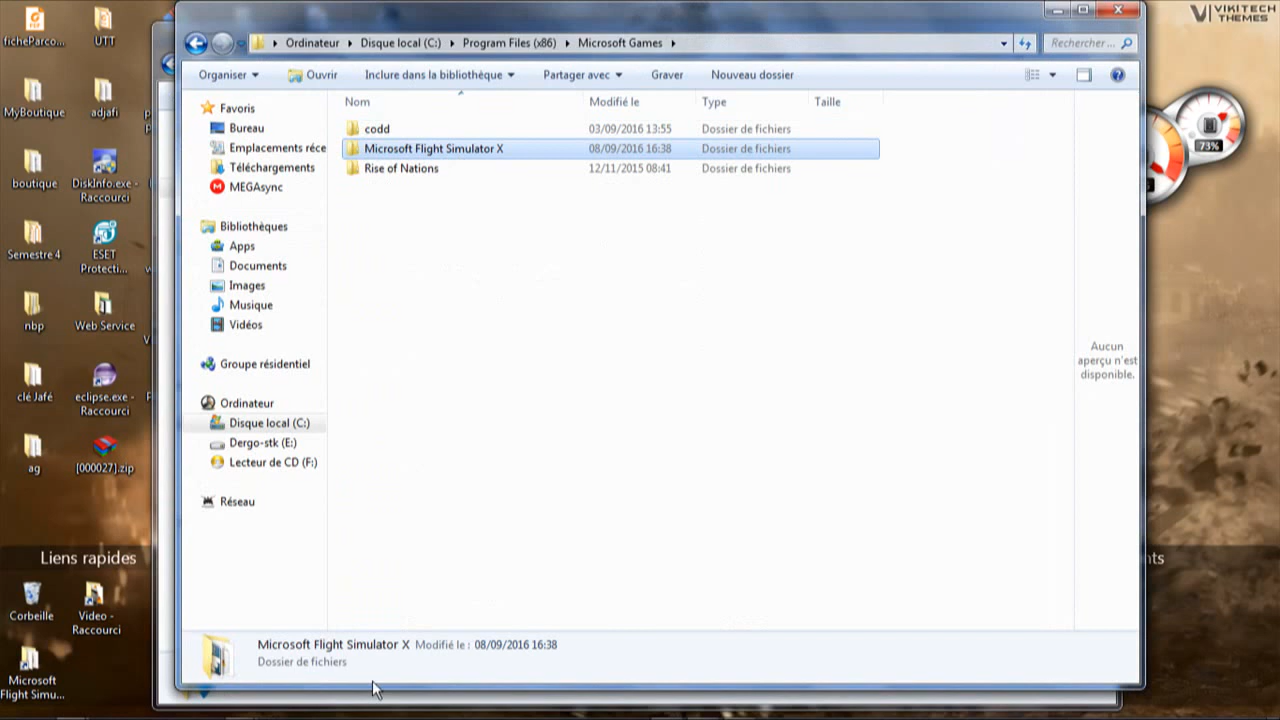 VIKITECH
THEMES
ficheParco...
UTT
MyBoutique
adjafi
boutique
DiskInfo.exe -
Raccourci
Semestre 4
ESET
Protecti...
nbp
Web Service
clé Jafé
eclipse.exe -
Raccourci
ag
[000027].zip
Liens rapides
Corbeille
Video -
Raccourci
Microsoft
Flight Simu...
Ordinateur
Disque local (C:)
Program Files (x86)
Microsoft Games
Rechercher...
Organiser
Ouvrir
Inclure dans la bibliothèque
Partager avec
Graver
Nouveau dossier
Favoris
Bureau
Emplacements réce
Téléchargements
MEGAsync
Bibliothèques
Apps
Documents
Images
Musique
Vidéos
Groupe résidentiel
Ordinateur
Disque local (C:)
Dergo-stk (E:)
Lecteur de CD (F:)
Réseau
Nom Modifié le Type Taille
codd 03/09/2016 13:55 Dossier de fichiers
Microsoft Flight Simulator X 08/09/2016 16:38 Dossier de fichiers
Rise of Nations 12/11/2015 08:41 Dossier de fichiers
Aucun
aperçu n'est
disponible.
Microsoft Flight Simulator X Modifié le : 08/09/2016 16:38
Dossier de fichiers
73%
nts